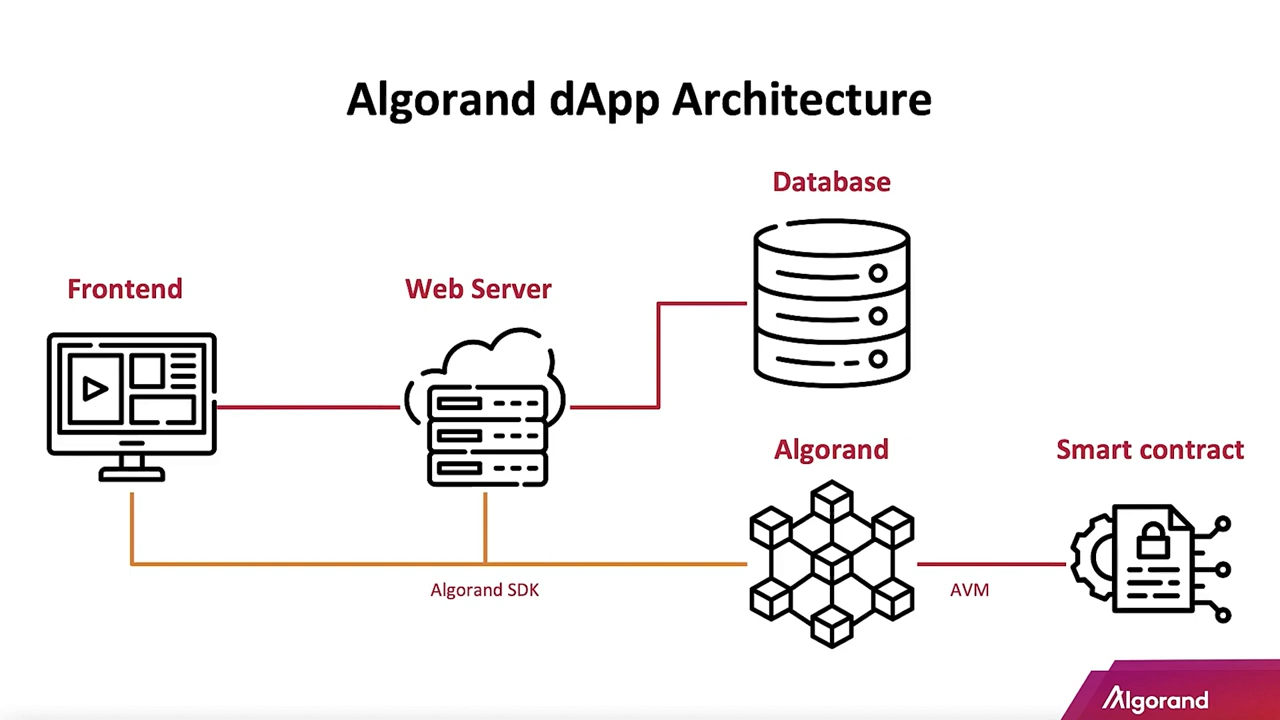 Algorand dApp Architecture
Database
Frontend
Web Server
Algorand
Smart contract
Algorand SDK
AVM
Algorand